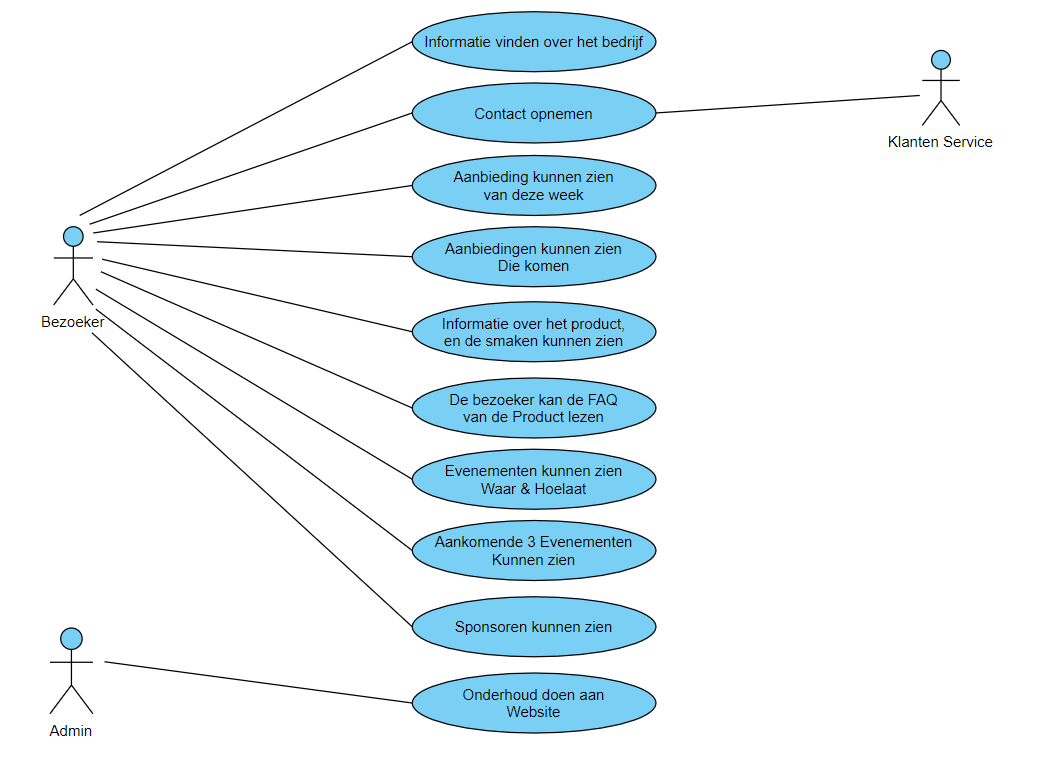 Informatie vinden over het bedrijf
Contact opnemen
Klanten Service
Aanbieding kunnen zien
van deze week
Aanbiedingen kunnen zien
Die komen
Bezoeker
Informatie over het product,
en de smaken kunnen zien
De bezoeker kan de FAQ
van de Product lezen
Evenementen kunnen zien
Waar & Hoelaat
Aankomende 3 Evenementen
Kunnen zien
Sponsoren kunnen zien
Onderhoud doen aan
Website
Admin